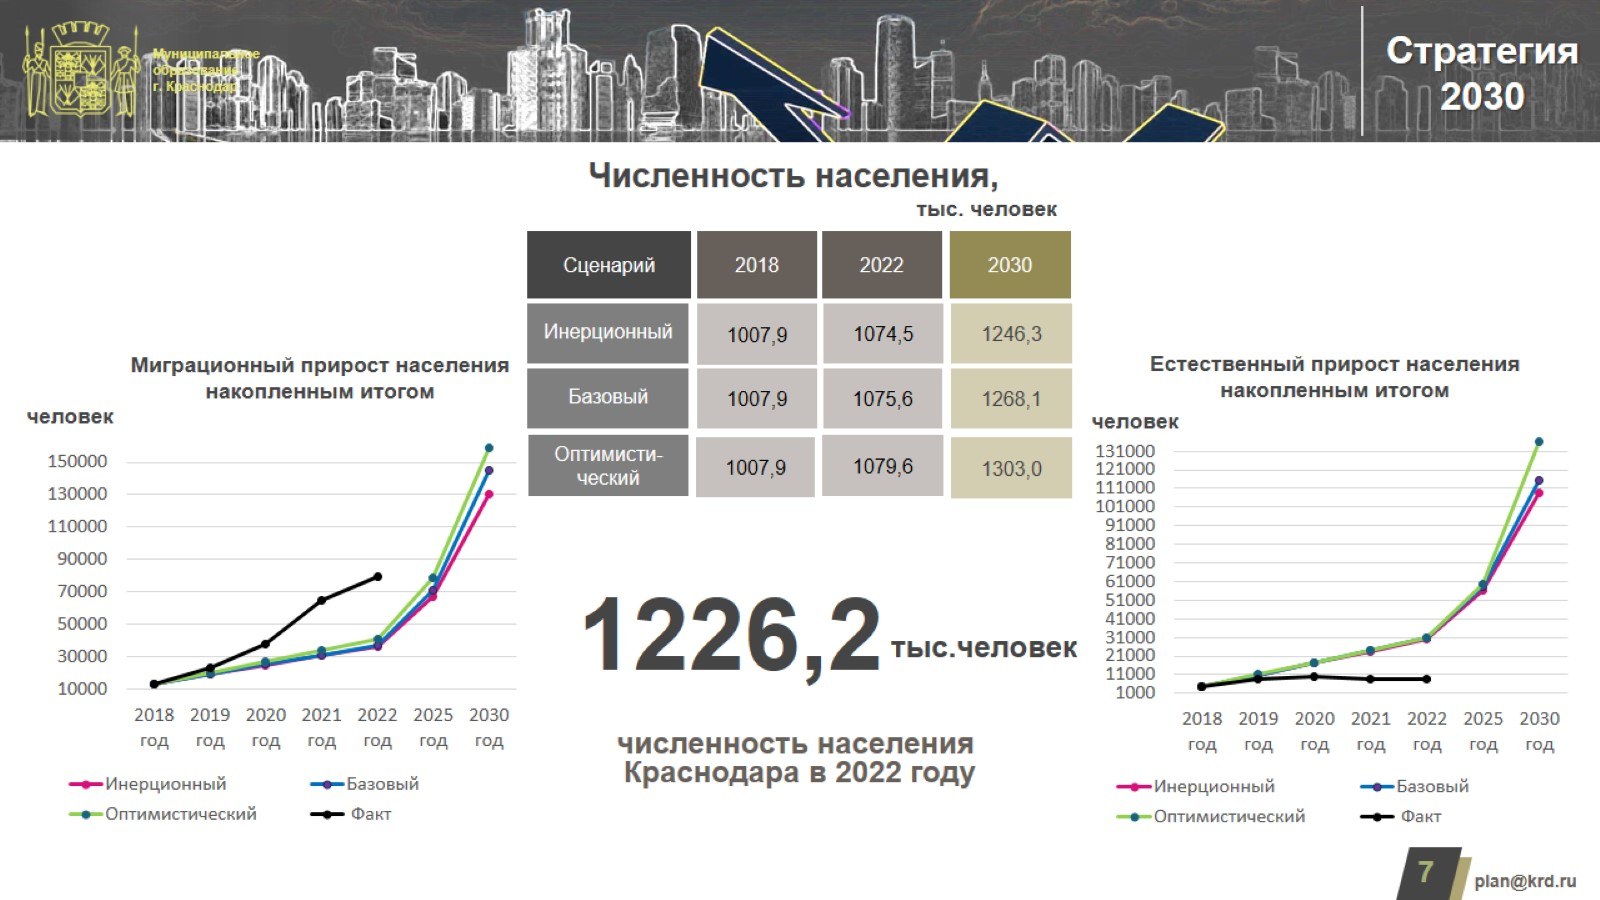 Муниципальное
образование
г. Краснодар
Стратегия
2030
Численность населения,
тыс. человек
Сценарий 2018 2022 2030
Инерционный 1007,9 1074,5 1246,3
Базовый 1007,9 1075,6 1268,1
Оптимисти-
ческий 1007,9 1079,6 1303,0
Миграционный прирост населения
накопленным итогом
человек
150000
130000
110000
90000
70000
50000
30000
10000
2018 2019 2020 2021 2022 2025 2030
год год год год год год год
Инерционный Базовый
Оптимистический Факт
1226,2 тыс.человек
численность населения
Краснодара в 2022 году
Естественный прирост населения
накопленным итогом
человек
131000
121000
111000
101000
91000
81000
71000
61000
51000
41000
31000
21000
11000
1000
2018 2019 2020 2021 2022 2025 2030
год год год год год год год
Инерционный Базовый
Оптимистический Факт
7
plan@krd.ru